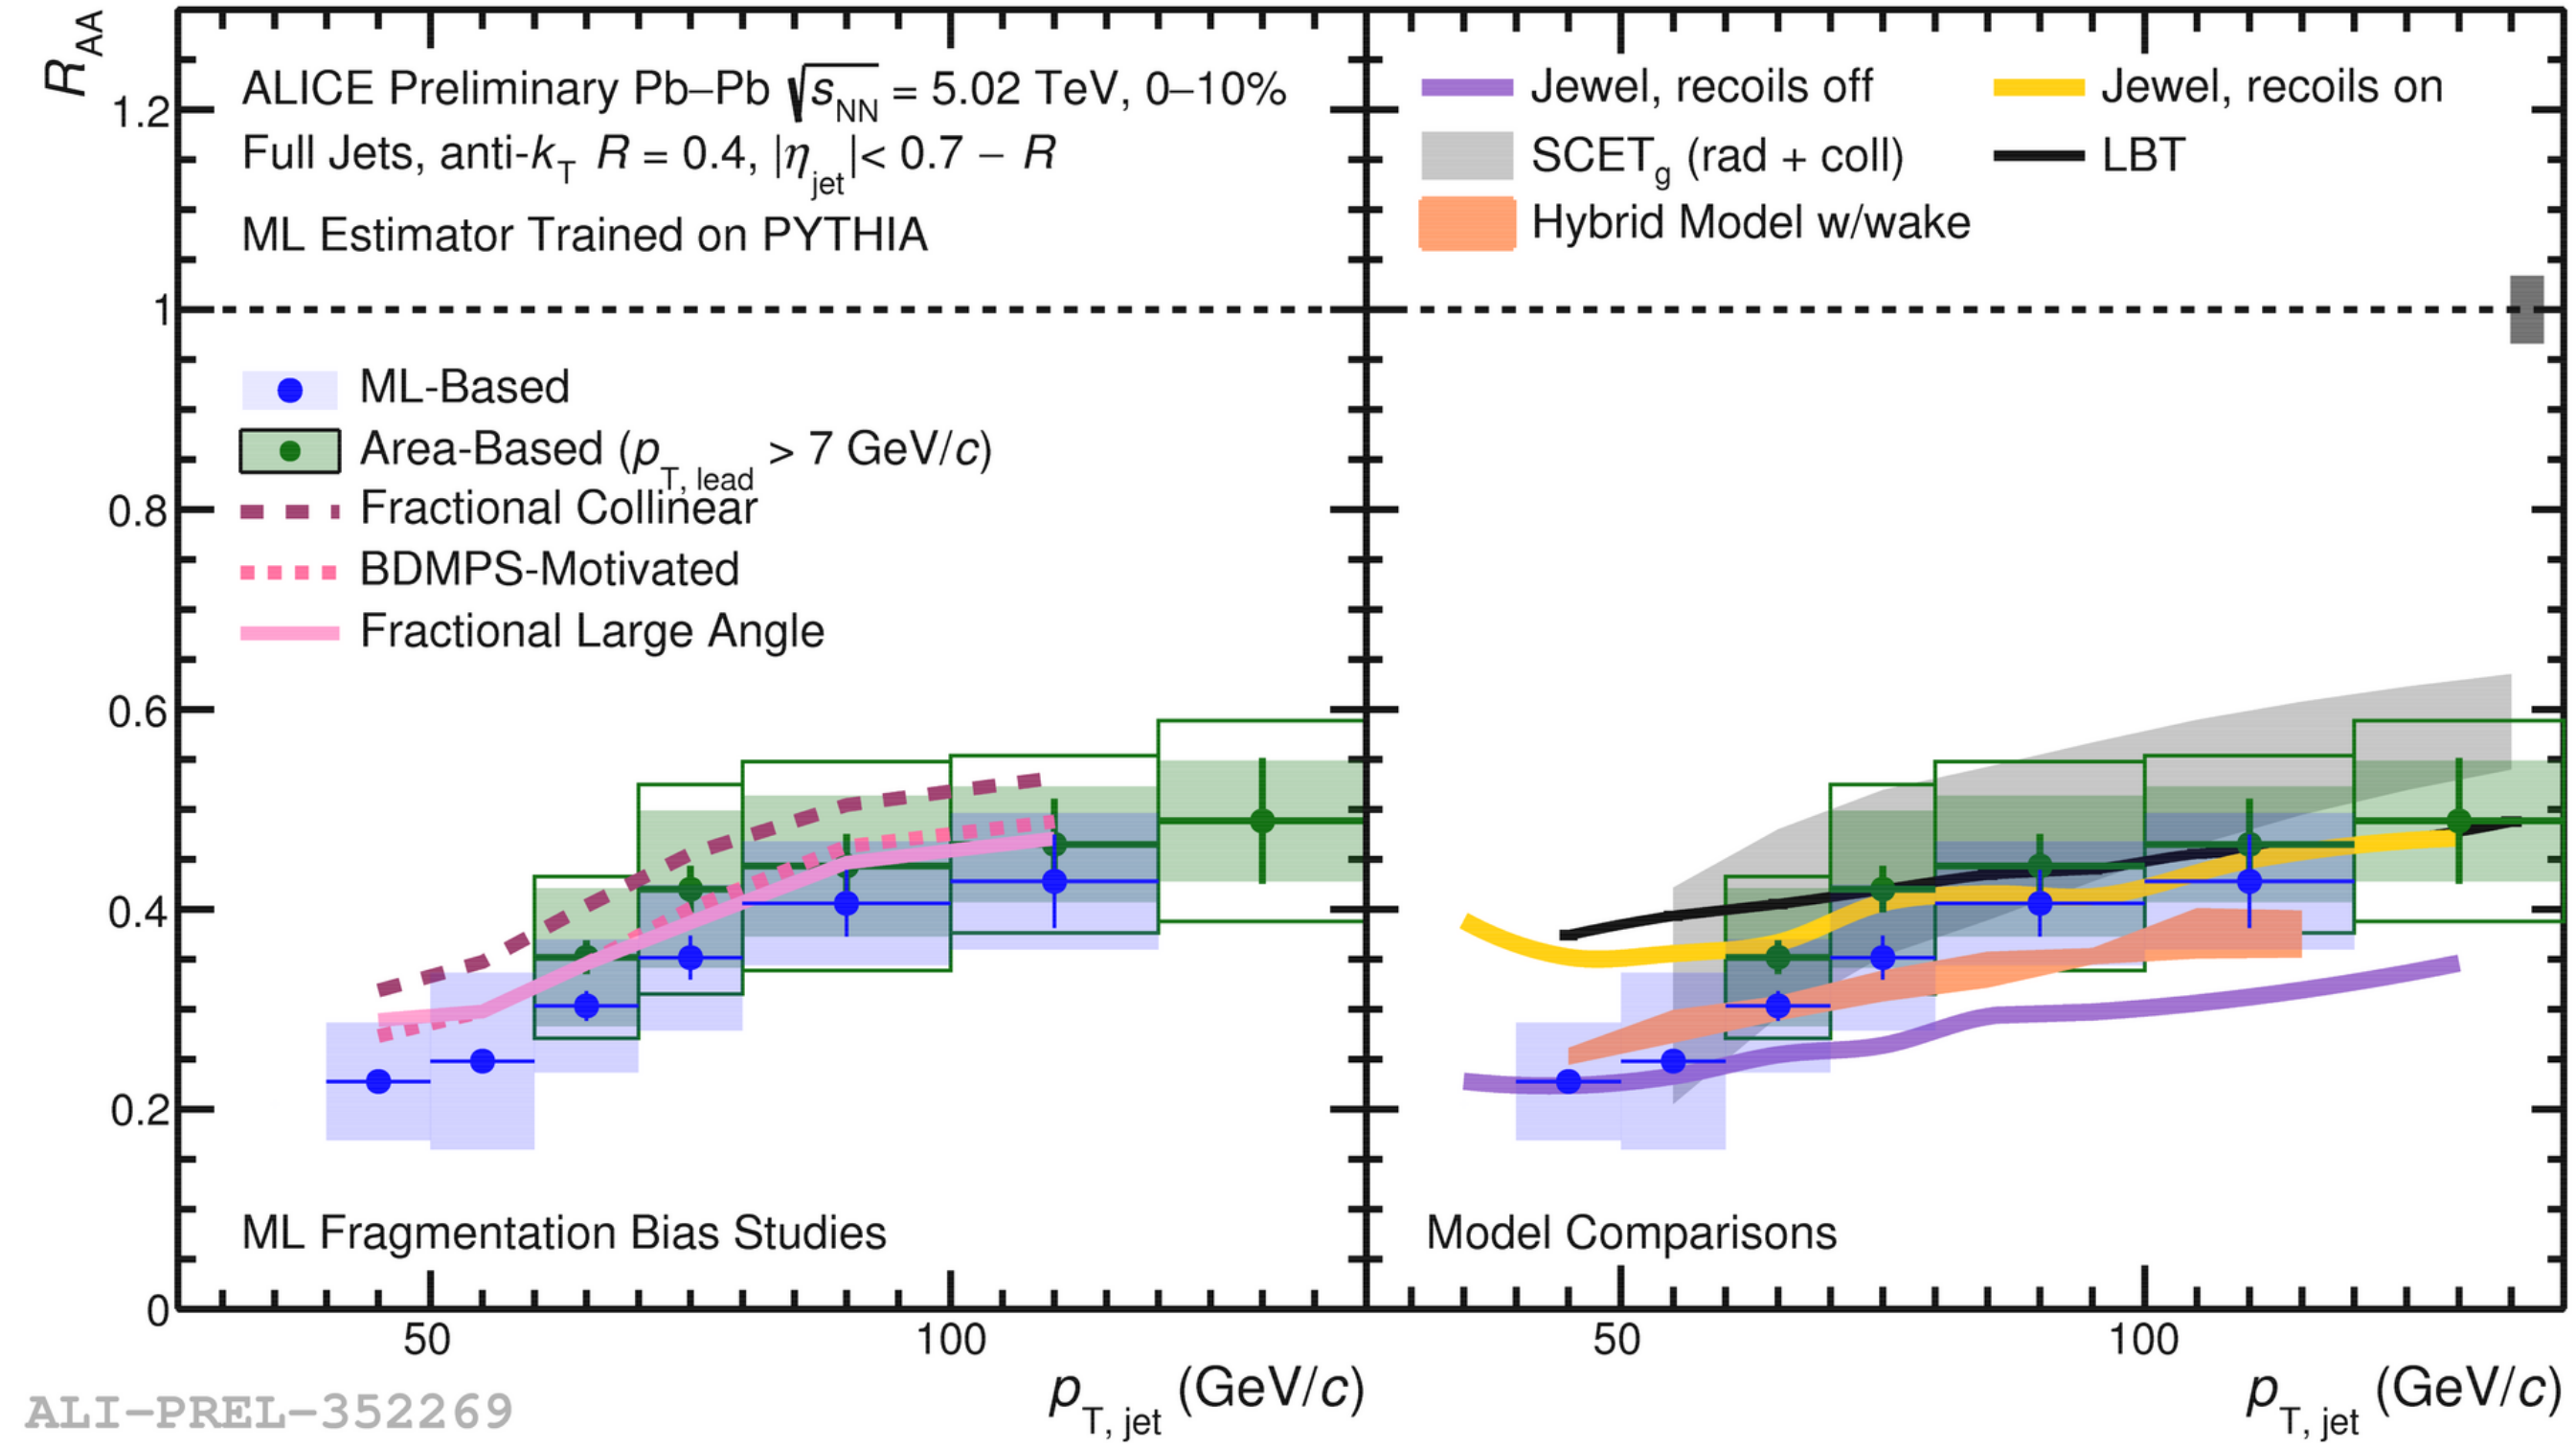 R_AA
1.2
1
0.8
0.6
0.4
0.2
0
ALICE Preliminary Pb–Pb √s_NN = 5.02 TeV, 0–10%
Full Jets, anti-k_T R = 0.4, |η_jet|< 0.7 – R
ML Estimator Trained on PYTHIA
ML-Based
Area-Based (p_T, lead > 7 GeV/c)
Fractional Collinear
BDMPS-Motivated
Fractional Large Angle
ML Fragmentation Bias Studies
50 100
p_T, jet (GeV/c)
Jewel, recoils off
Jewel, recoils on
SCET_g (rad + coll)
LBT
Hybrid Model w/wake
Model Comparisons
50 100
p_T, jet (GeV/c)
ALI–PREL–352269